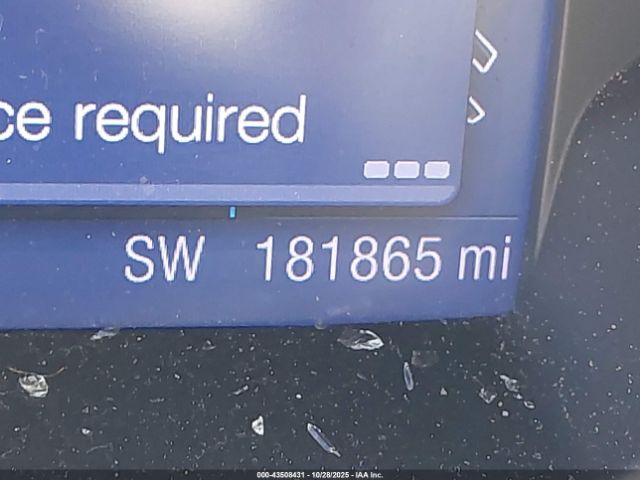 ce required
SW 181865 mi
000-43508431 - 10/28/2025 - IAA Inc.